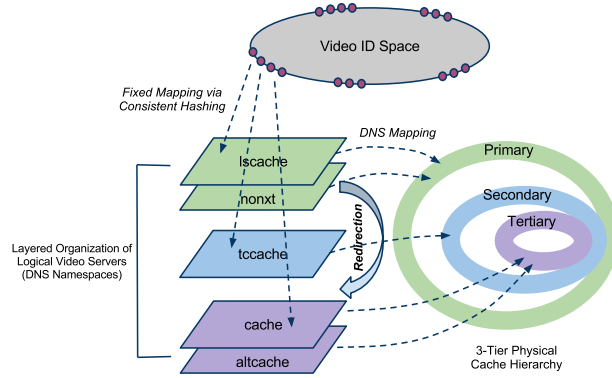 Video ID Space
Fixed Mapping via
Consistent Hashing
DNS Mapping
lscache
nonxt
Primary
Secondary
Tertiary
Redirection
Layered Organization of
Logical Video Servers
(DNS Namespaces)
tccache
cache
altcache
3-Tier Physical
Cache Hierarchy